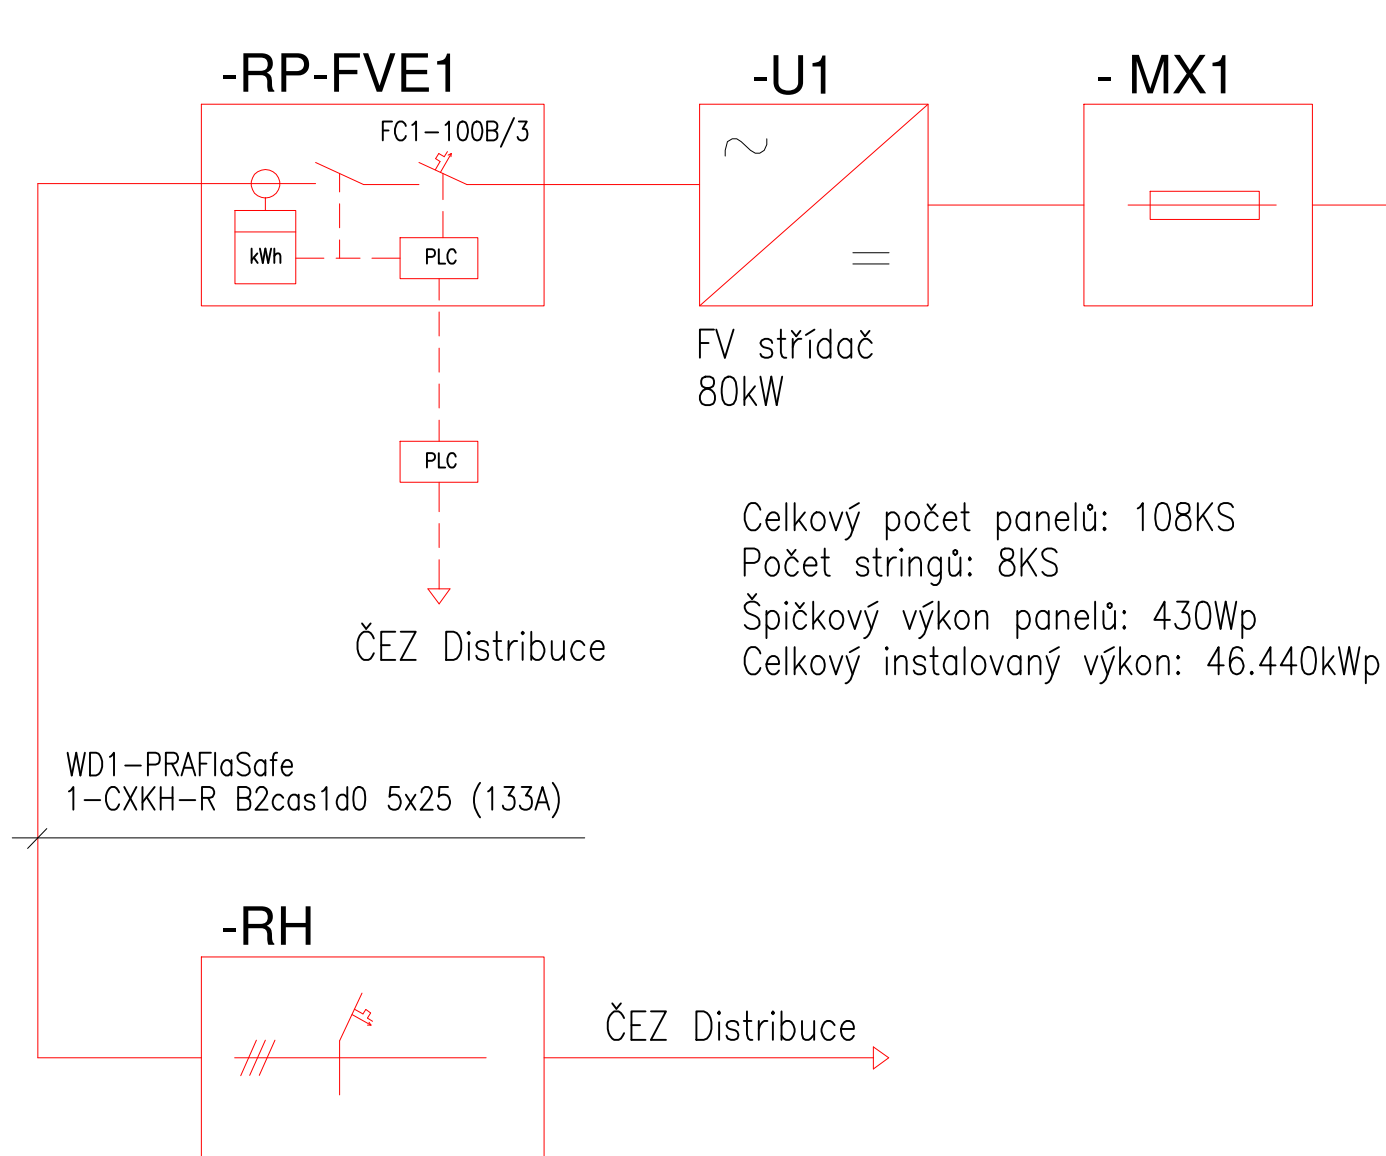 -RP-FVE1
-U1
- MX1
FC1-100B/3
kWh
PLC
FV střídač
80kW
PLC
Celkový počet panelů: 108KS
Počet stringů: 8KS
Špičkový výkon panelů: 430Wp
Celkový instalovaný výkon: 46.440kWp
ČEZ Distribuce
WD1-PRAFlaSafe
1-CXKH-R B2cas1d0 5x25 (133A)
-RH
ČEZ Distribuce